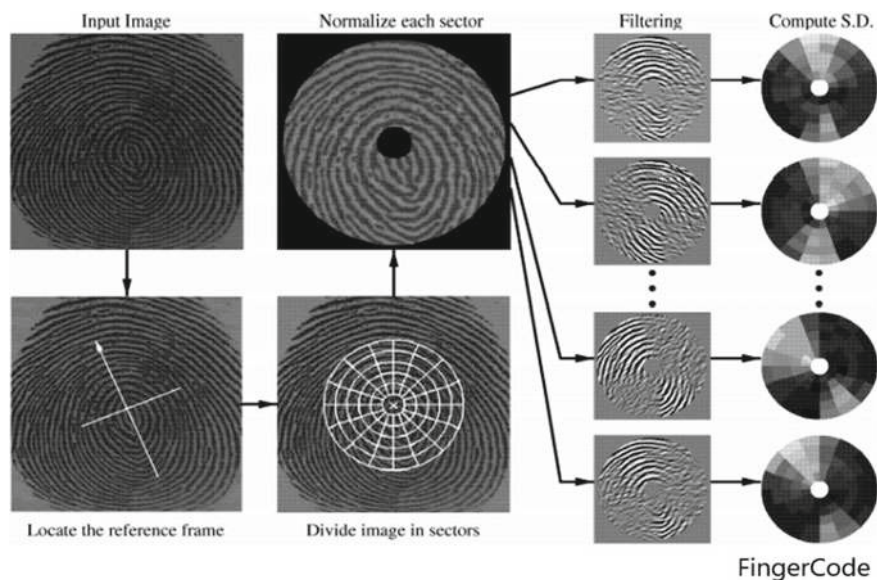 Input Image
Normalize each sector
Filtering
Compute S.D.
Locate the reference frame
Divide image in sectors
FingerCode